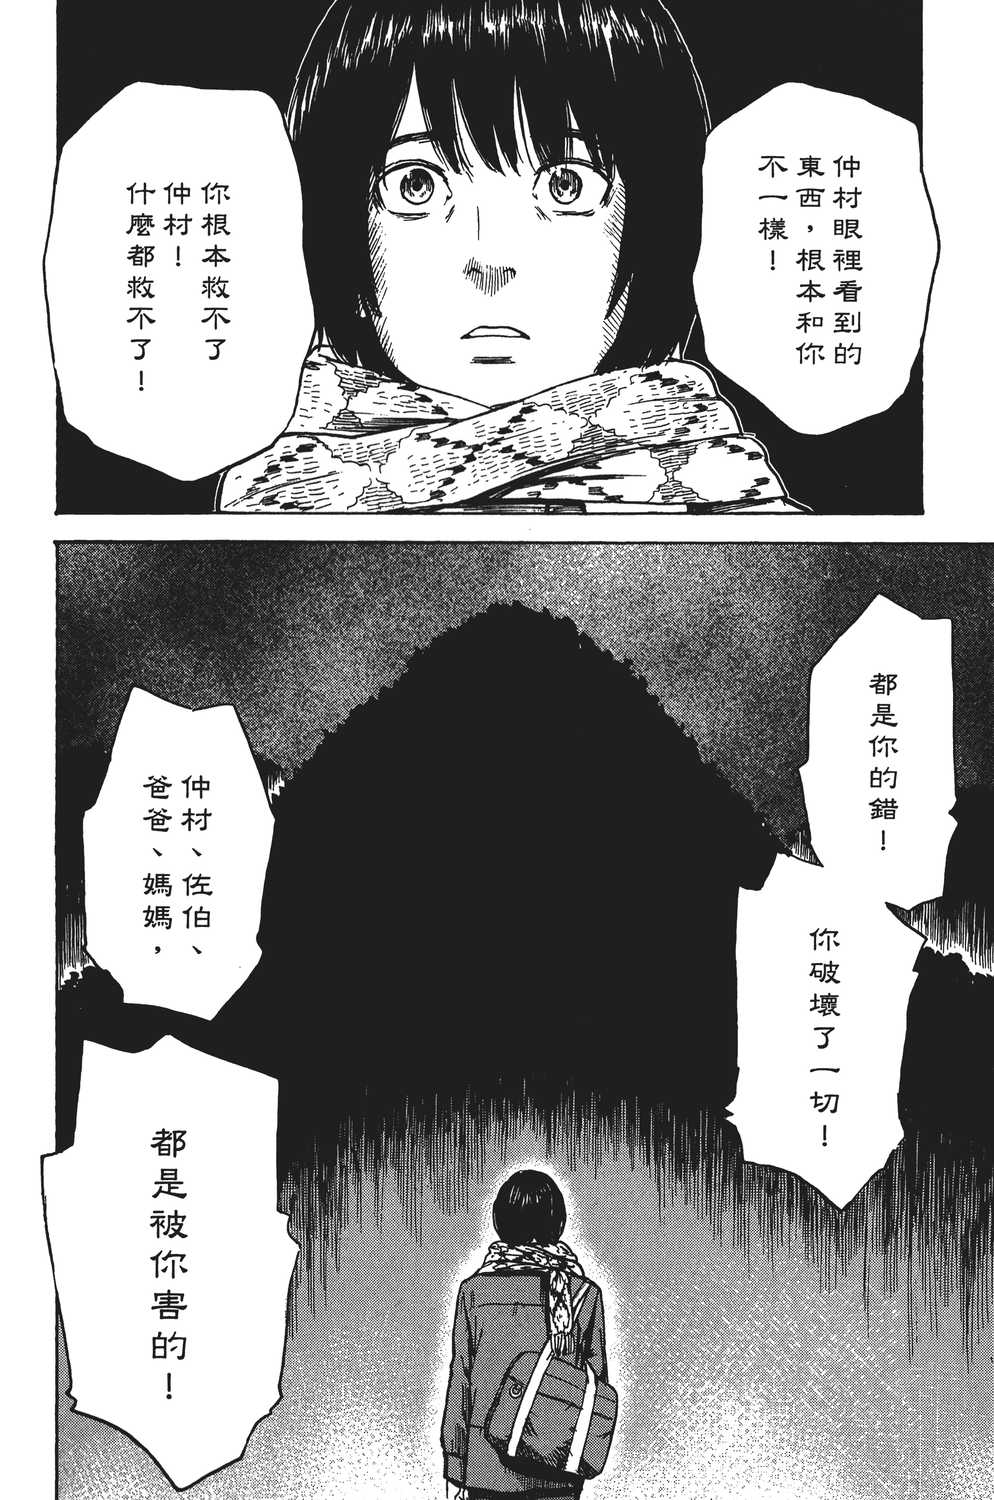 仲村眼裡看到的
東西，根本和你
不一樣！
你根本救不了
仲村！
什麼都救不了！
都是你的錯！
你破壞了一切！
仲村、佐伯、
爸爸、媽媽，
都是被你害的！